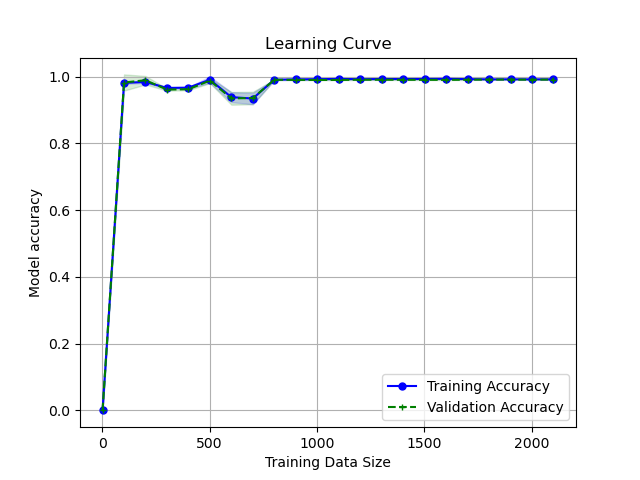 Learning Curve
1.0
0.8
0.6
0.4
0.2
0.0
Model accuracy
Training Accuracy
Validation Accuracy
0 500 1000 1500 2000
Training Data Size